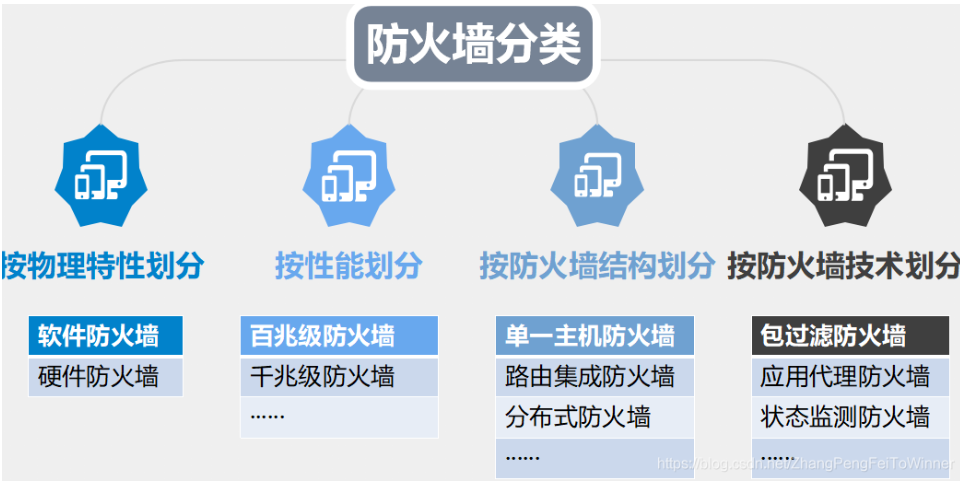 防火墙分类
按物理特性划分
按性能划分
按防火墙结构划分
按防火墙技术划分
软件防火墙
硬件防火墙
百兆级防火墙
千兆级防火墙
......
单一主机防火墙
路由集成防火墙
分布式防火墙
......
包过滤防火墙
应用代理防火墙
状态监测防火墙
......
https://blog.csdn.net/ZhangPengFeiToWinner